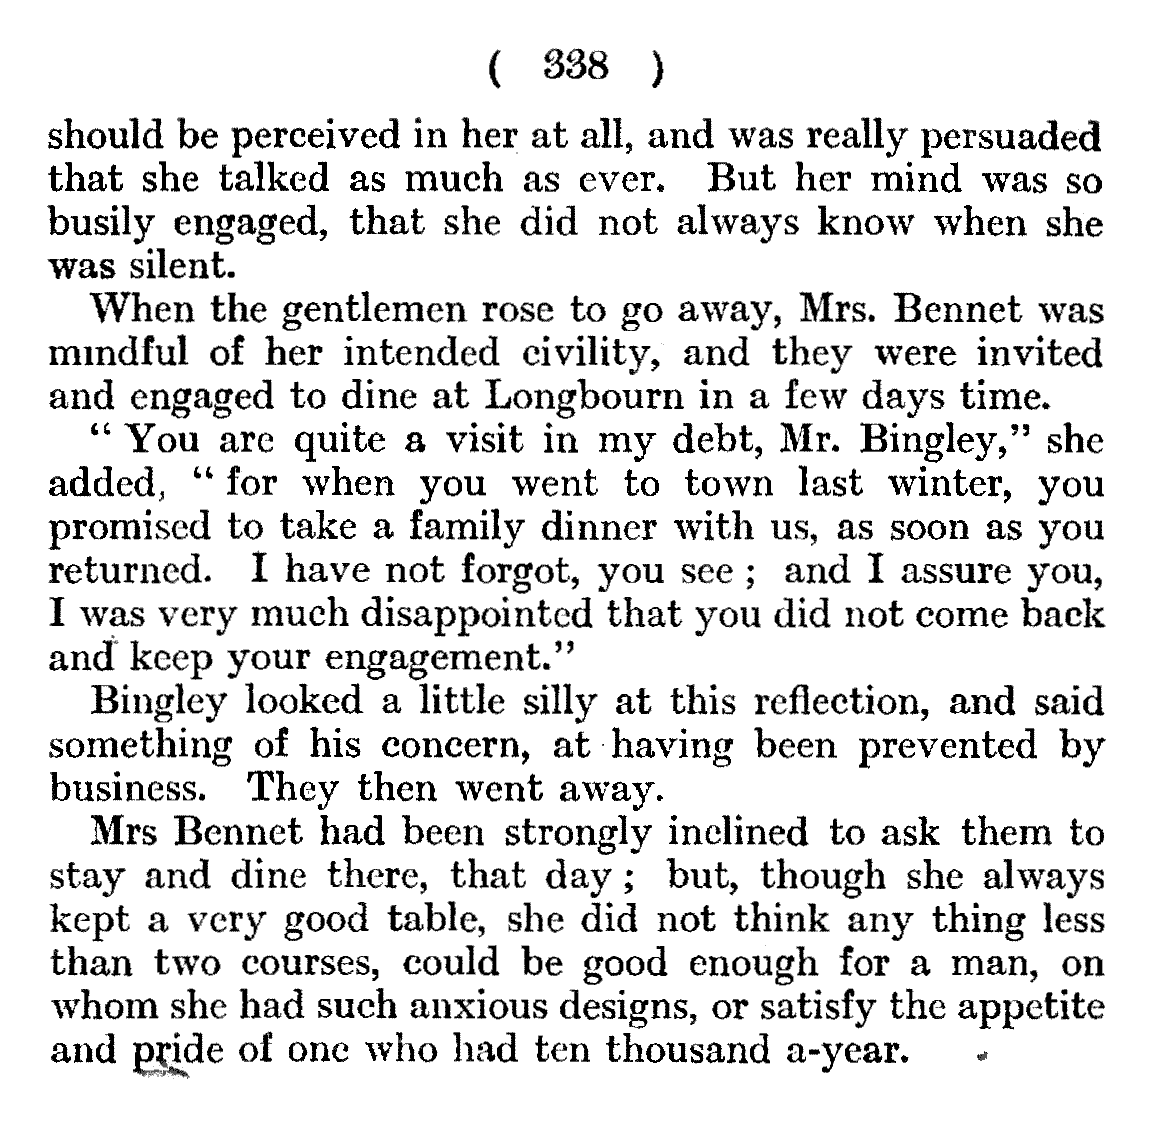 ( 338 )
should be perceived in her at all, and was really persuaded
that she talked as much as ever. But her mind was so
busily engaged, that she did not always know when she
was silent.
When the gentlemen rose to go away, Mrs. Bennet was
mindful of her intended civility, and they were invited
and engaged to dine at Longbourn in a few days time.
“ You are quite a visit in my debt, Mr. Bingley,” she
added, “ for when you went to town last winter, you
promised to take a family dinner with us, as soon as you
returned. I have not forgot, you see ; and I assure you,
I was very much disappointed that you did not come back
and keep your engagement.”
Bingley looked a little silly at this reflection, and said
something of his concern, at having been prevented by
business. They then went away.
Mrs Bennet had been strongly inclined to ask them to
stay and dine there, that day ; but, though she always
kept a very good table, she did not think any thing less
than two courses, could be good enough for a man, on
whom she had such anxious designs, or satisfy the appetite
and pride of one who had ten thousand a-year.